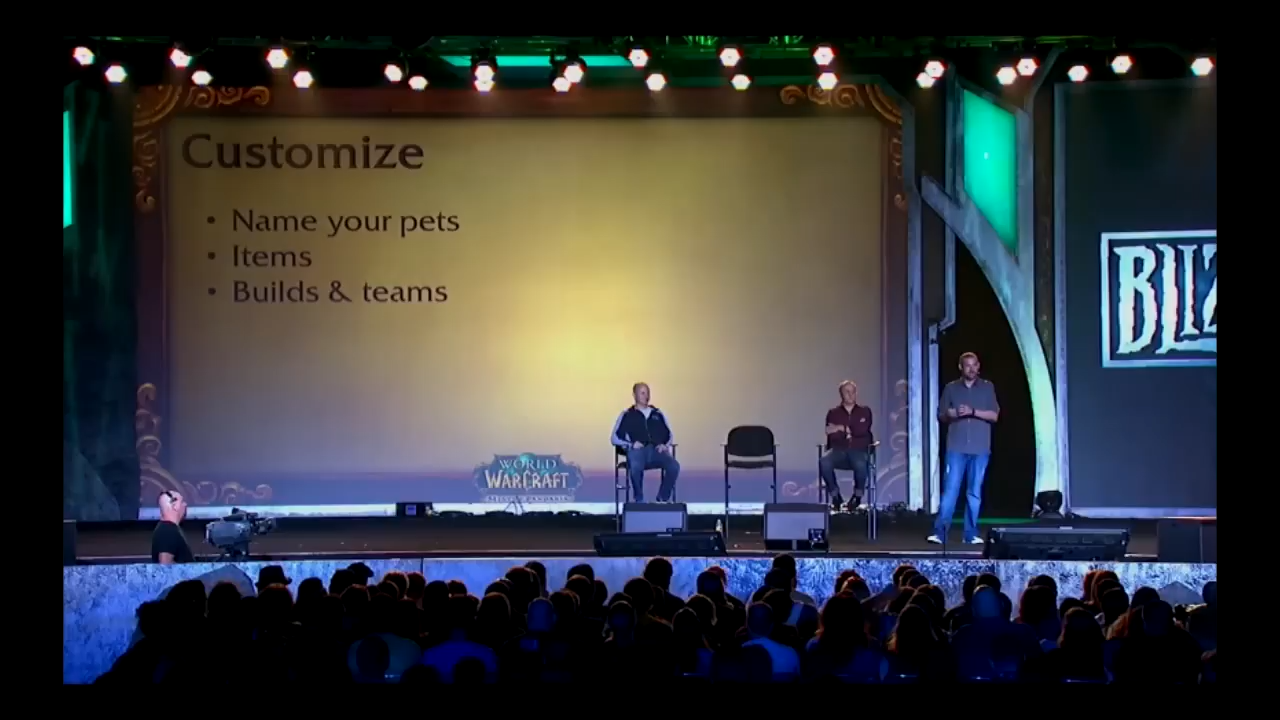 Customize
• Name your pets
• Items
• Builds & teams
WORLD
WARCRAFT
BLIZ